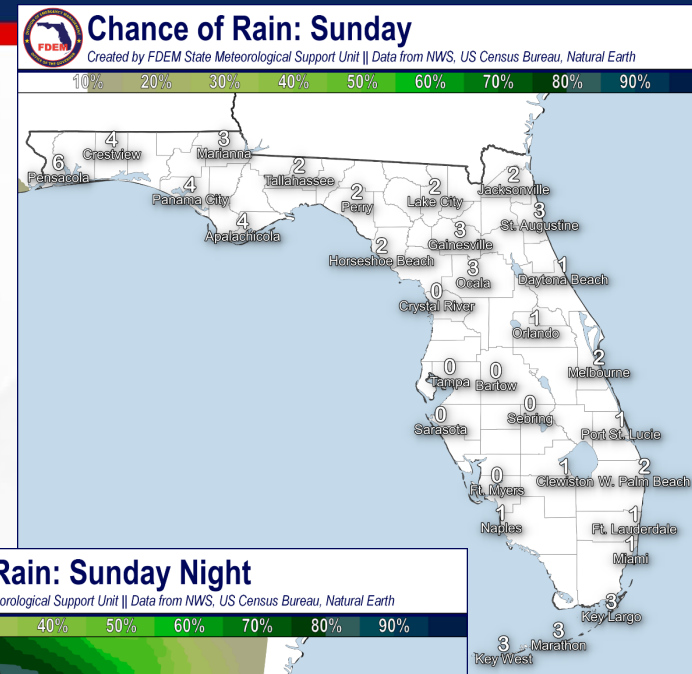 FDEM
Chance of Rain: Sunday
Created by FDEM State Meteorological Support Unit || Data from NWS, US Census Bureau, Natural Earth
10% 20% 30% 40% 50% 60% 70% 80% 90%
4
Crestview
3
Marianna
6
Pensacola
2
Tallahassee
2
Jacksonville
4
Panama City
2
Perry
2
Lake City
3
St. Augustine
4
Apalachicola
3
Gainesville
2
Horseshoe Beach
3
Ocala
1
Daytona Beach
0
Crystal River
1
Orlando
2
Melbourne
0
Tampa
0
Bartow
0
Sebring
0
Sarasota
1
Port St. Lucie
0
Ft. Myers
1
Clewiston
2
W. Palm Beach
1
Naples
1
Ft. Lauderdale
1
Miami
3
Key Largo
3
Marathon
3
Key West
Rain: Sunday Night
orological Support Unit || Data from NWS, US Census Bureau, Natural Earth
40% 50% 60% 70% 80% 90%